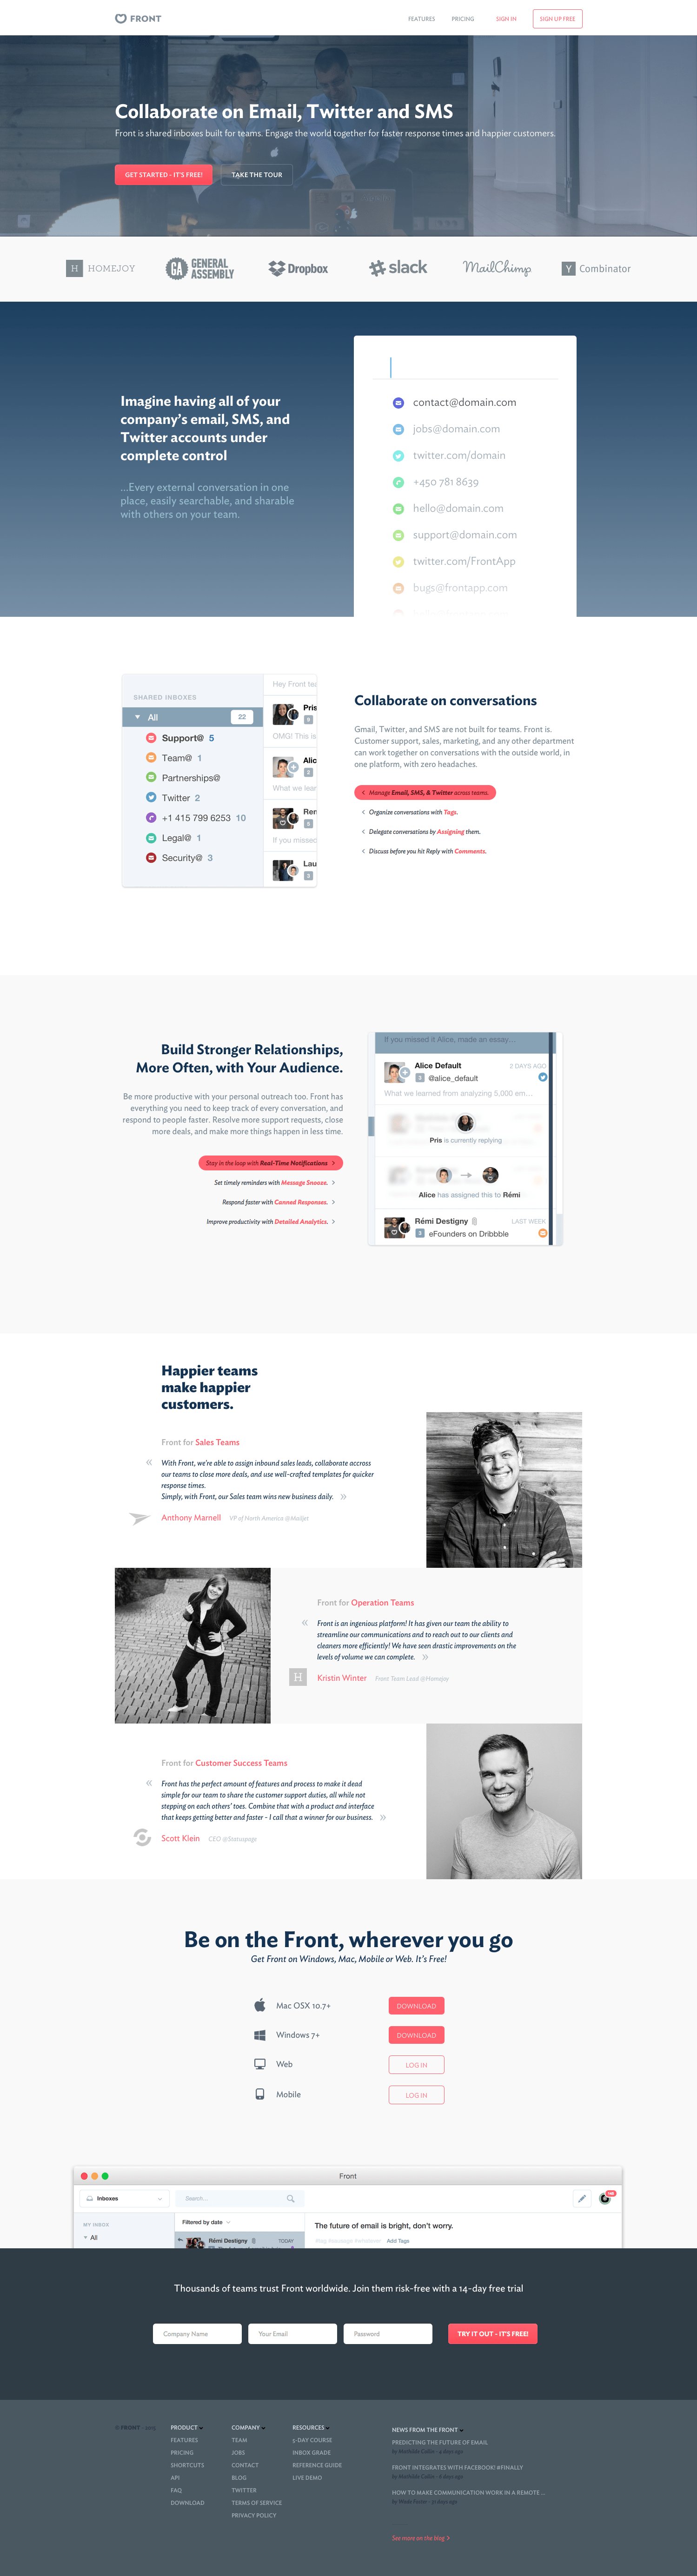 FRONT
FEATURES PRICING SIGN IN SIGN UP FREE
Collaborate on Email, Twitter and SMS
Front is shared inboxes built for teams. Engage the world together for faster response times and happier customers.
GET STARTED - IT'S FREE! TAKE THE TOUR
H HOMEJOY GA GENERAL ASSEMBLY Dropbox slack MailChimp Y Combinator
Imagine having all of your
company's email, SMS, and
Twitter accounts under
complete control
...Every external conversation in one
place, easily searchable, and sharable
with others on your team.
contact@domain.com
jobs@domain.com
twitter.com/domain
+450 781 8639
hello@domain.com
support@domain.com
twitter.com/FrontApp
bugs@frontapp.com
SHARED INBOXES
All 22
Support@ 5
Team@ 1
Partnerships@
Twitter 2
+1 415 799 6253 10
Legal@ 1
Security@ 3
Hey Front tea
Pris
OMG! This is
Alic
What we lear
Ren
If you missed
Lau
Collaborate on conversations
Gmail, Twitter, and SMS are not built for teams. Front is.
Customer support, sales, marketing, and any other department
can work together on conversations with the outside world, in
one platform, with zero headaches.
Manage Email, SMS, & Twitter across teams.
Organize conversations with Tags.
Delegate conversations by Assigning them.
Discuss before you hit Reply with Comments.
Build Stronger Relationships,
More Often, with Your Audience.
Be more productive with your personal outreach too. Front has
everything you need to keep track of every conversation, and
respond to people faster. Resolve more support requests, close
more deals, and make more things happen in less time.
Stay in the loop with Real-Time Notifications
Set timely reminders with Message Snooze.
Respond faster with Canned Responses.
Improve productivity with Detailed Analytics.
If you missed it Alice, made an essay...
Alice Default 2 DAYS AGO
@alice_default
What we learned from analyzing 5,000 em...
Pris is currently replying
Alice has assigned this to Rémi
Rémi Destigny LAST WEEK
eFounders on Dribbble
Happier teams
make happier
customers.
Front for Sales Teams
« With Front, we're able to assign inbound sales leads, collaborate accross
our teams to close more deals, and use well-crafted templates for quicker
response times.
Simply, with Front, our Sales team wins new business daily. »
Anthony Marnell VP of North America @Mailjet
Front for Operation Teams
« Front is an ingenious platform! It has given our team the ability to
streamline our communications and to reach out to our clients and
cleaners more efficiently! We have seen drastic improvements on the
levels of volume we can complete. »
H Kristin Winter Front Team Lead @Homejoy
Front for Customer Success Teams
« Front has the perfect amount of features and process to make it dead
simple for our team to share the customer support duties, all while not
stepping on each others' toes. Combine that with a product and interface
that keeps getting better and faster - I call that a winner for our business. »
Scott Klein CEO @Statuspage
Be on the Front, wherever you go
Get Front on Windows, Mac, Mobile or Web. It's Free!
Mac OSX 10.7+ DOWNLOAD
Windows 7+ DOWNLOAD
Web LOG IN
Mobile LOG IN
Front
Inboxes Search...
MY INBOX Filtered by date The future of email is bright, don't worry.
All Rémi Destigny TODAY Add Tags
Thousands of teams trust Front worldwide. Join them risk-free with a 14-day free trial
Company Name Your Email Password TRY IT OUT - IT'S FREE!
© FRONT
PRODUCT
FEATURES
PRICING
SHORTCUTS
API
FAQ
DOWNLOAD
COMPANY
TEAM
JOBS
CONTACT
BLOG
TWITTER
TERMS OF SERVICE
PRIVACY POLICY
RESOURCES
5-DAY COURSE
INBOX GRADE
REFERENCE GUIDE
LIVE DEMO
NEWS FROM THE FRONT
PREDICTING THE FUTURE OF EMAIL
by Mathilde Collin - 4 days ago
FRONT INTEGRATES WITH FACEBOOK! #FINALLY
by Mathilde Collin - 6 days ago
HOW TO MAKE COMMUNICATION WORK IN A REMOTE ...
See more on the blog